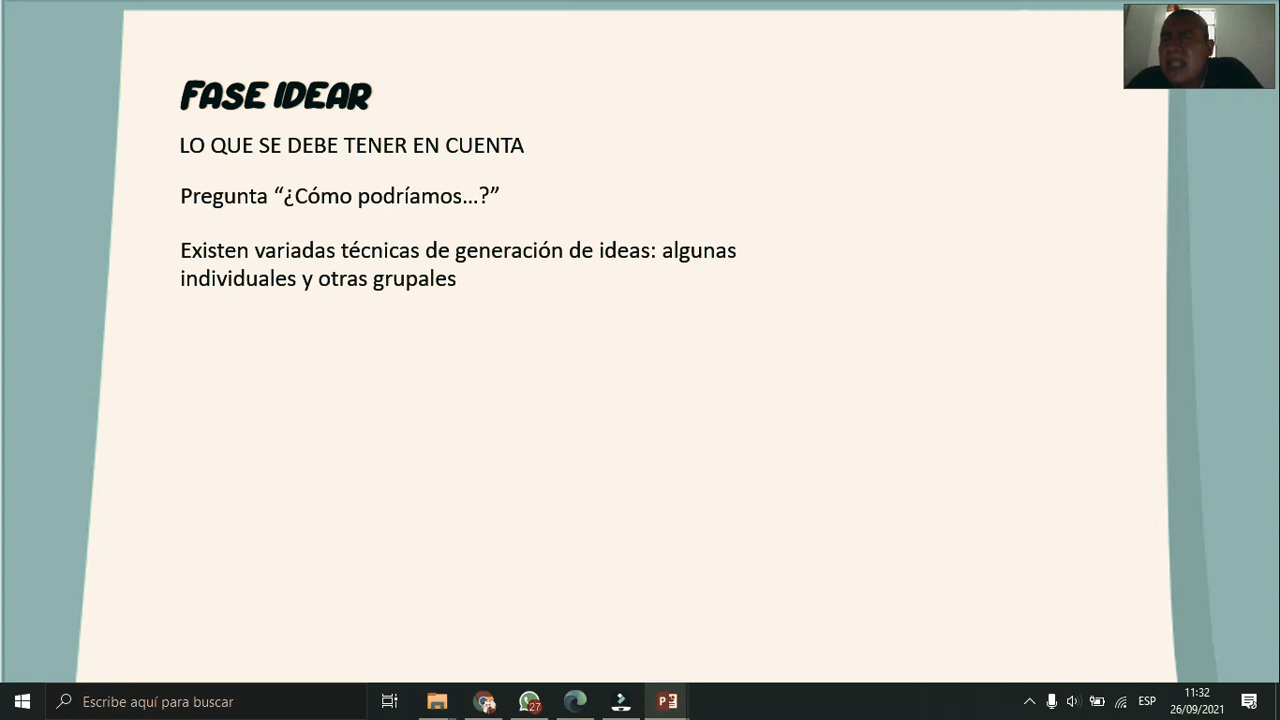 FASE IDEAR
LO QUE SE DEBE TENER EN CUENTA
Pregunta “¿Cómo podríamos...?”
Existen variadas técnicas de generación de ideas: algunas
individuales y otras grupales
Escribe aquí para buscar
27
ESP
11:32
26/09/2021